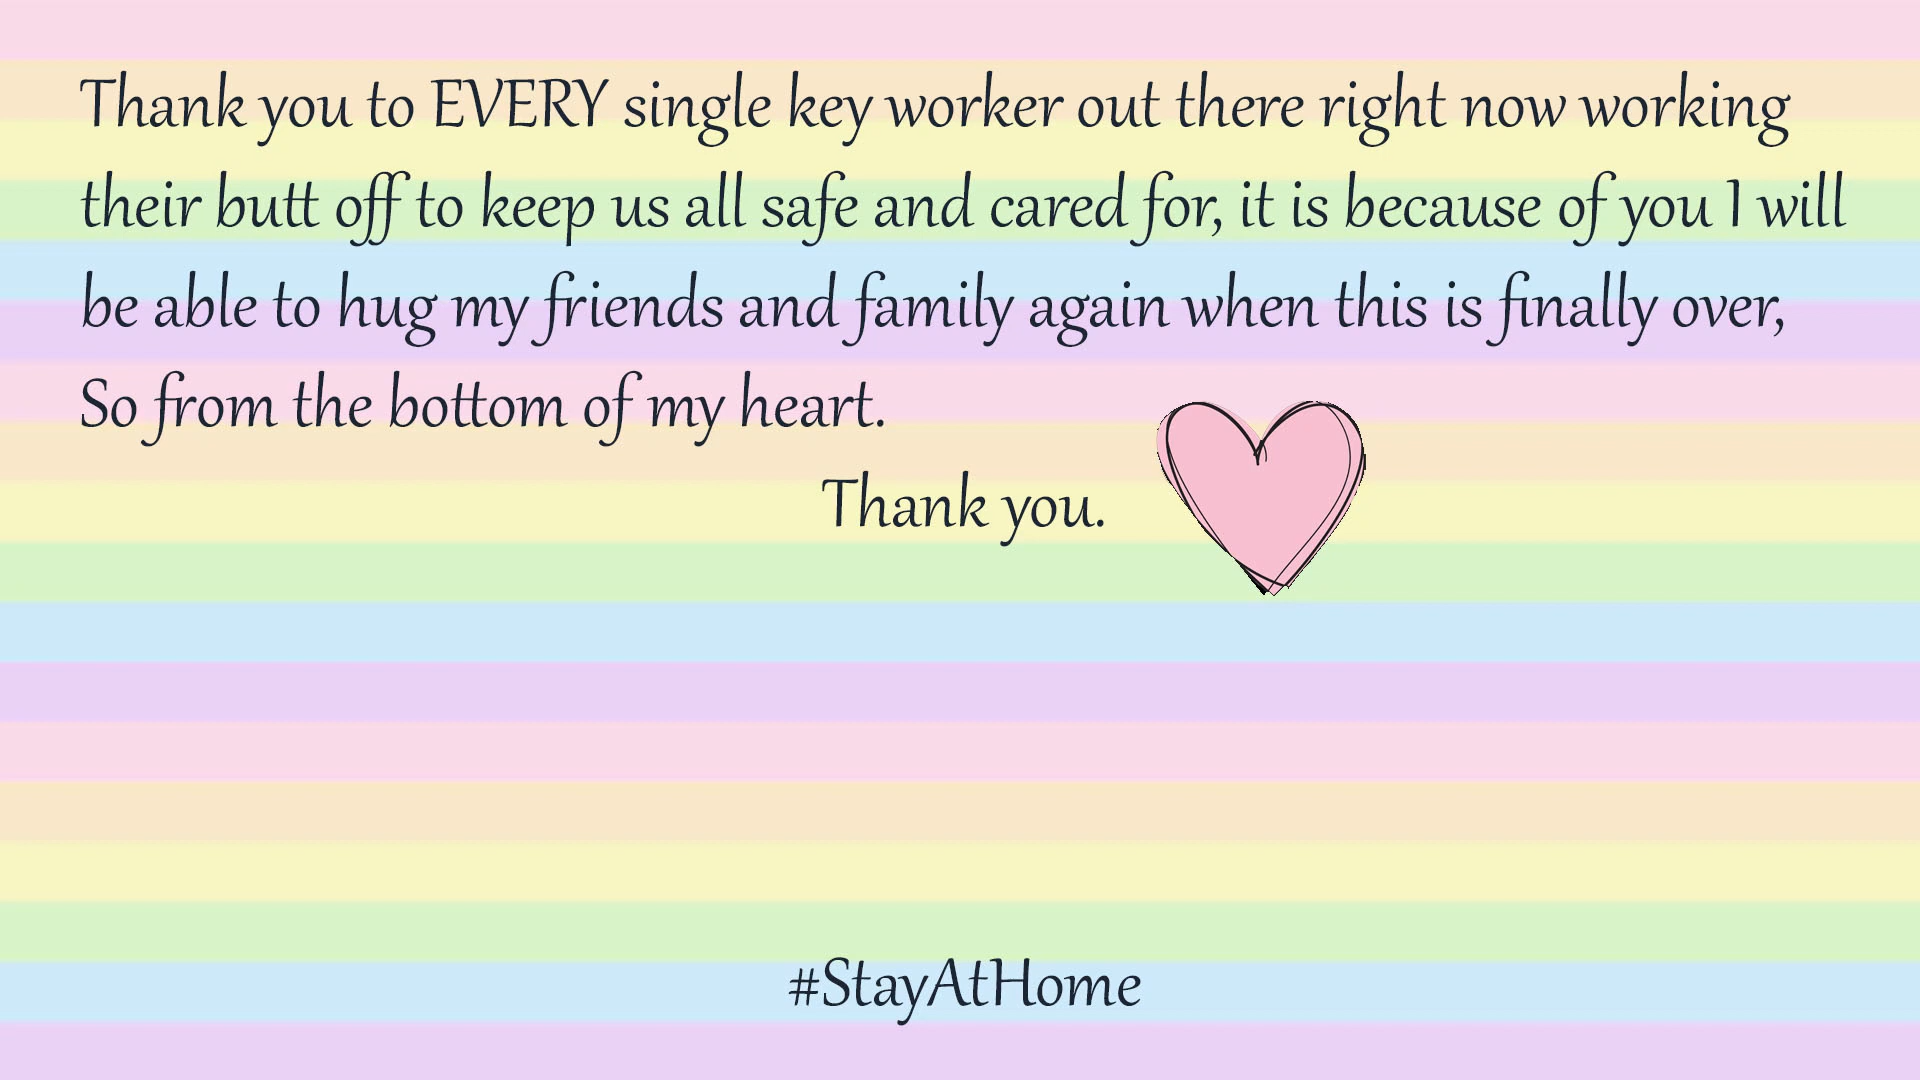 Thank you to EVERY single key worker out there right now working
their butt off to keep us all safe and cared for, it is because of you I will
be able to hug my friends and family again when this is finally over,
So from the bottom of my heart.
Thank you.
#StayAtHome